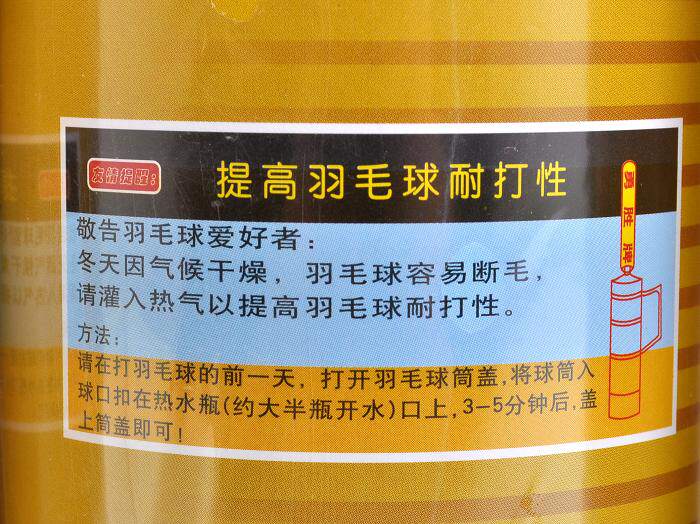 友情提醒：
提高羽毛球耐打性
敬告羽毛球爱好者：
冬天因气候干燥，羽毛球容易断毛，
请灌入热气以提高羽毛球耐打性。
方法：
请在打羽毛球的前一天，打开羽毛球筒盖，将球筒入
球口扣在热水瓶(约大半瓶开水)口上，3-5分钟后，盖
上筒盖即可！
胜牌